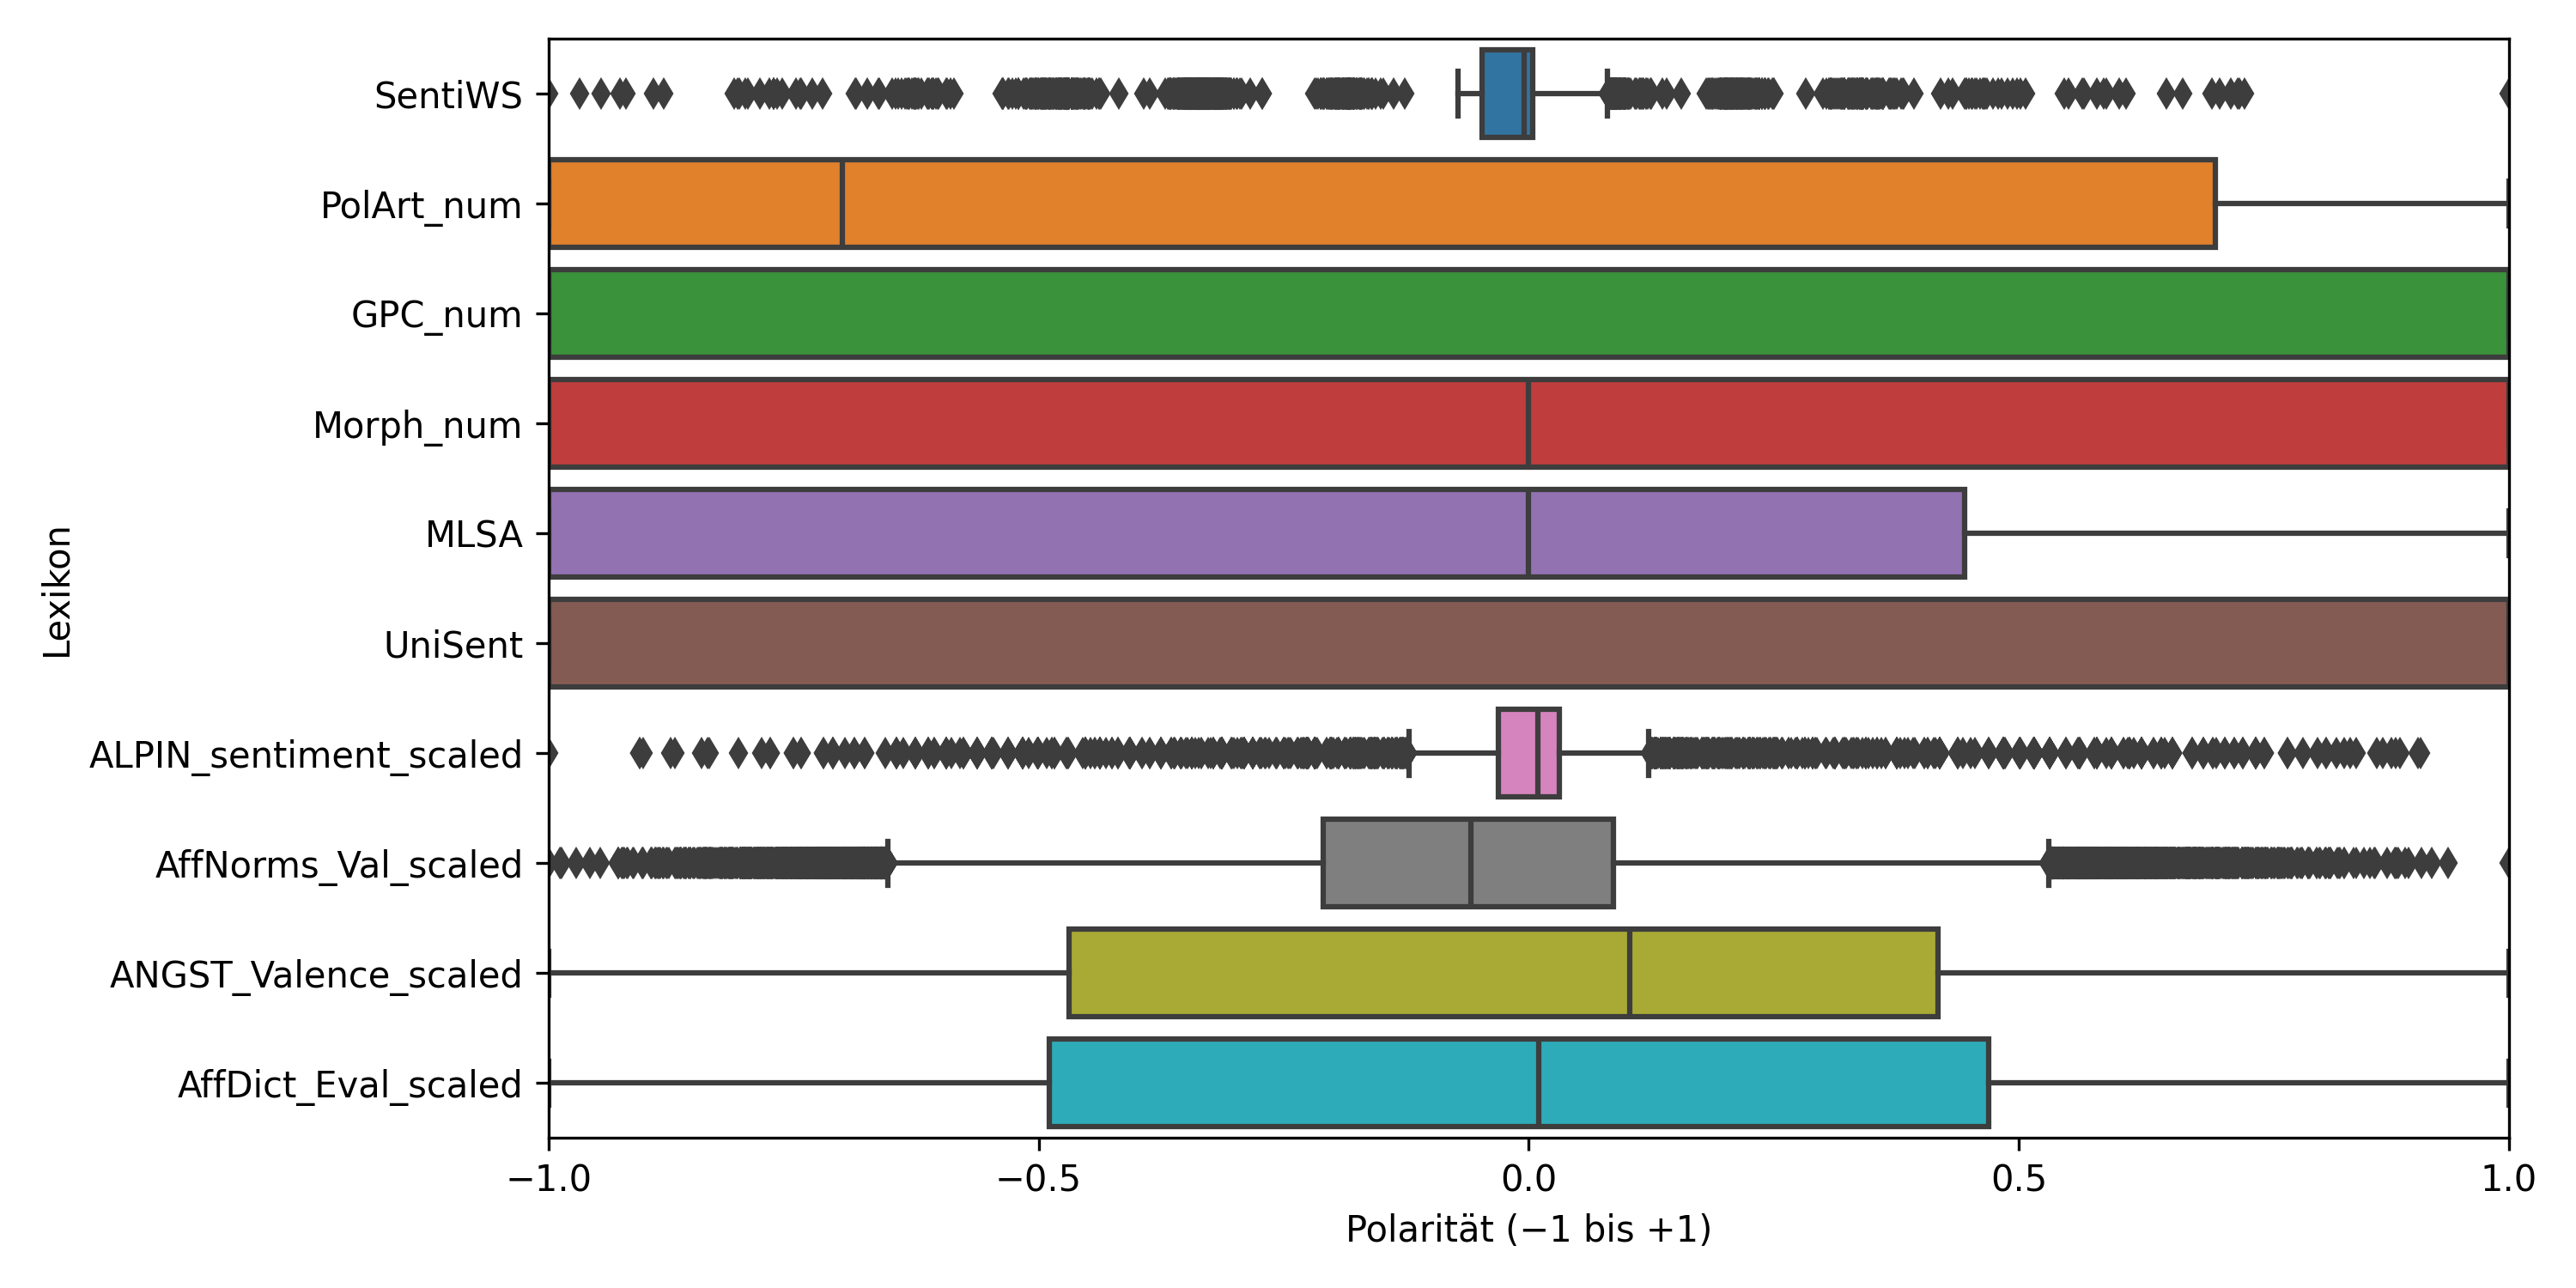 SentiWS
PolArt_num
GPC_num
Morph_num
MLSA
UniSent
ALPIN_sentiment_scaled
AffNorms_Val_scaled
ANGST_Valence_scaled
AffDict_Eval_scaled
Lexikon
−1.0 −0.5 0.0 0.5 1.0
Polarität (−1 bis +1)